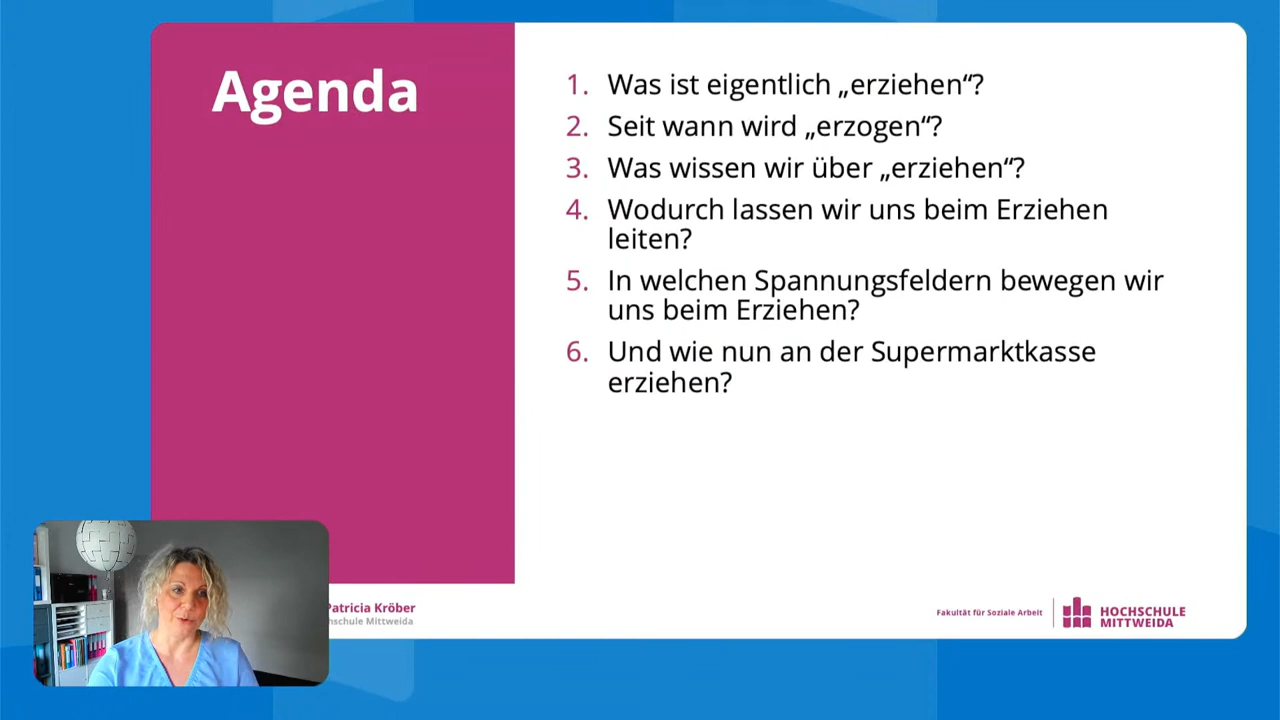 Agenda
1. Was ist eigentlich „erziehen“?
2. Seit wann wird „erzogen“?
3. Was wissen wir über „erziehen“?
4. Wodurch lassen wir uns beim Erziehen
leiten?
5. In welchen Spannungsfeldern bewegen wir
uns beim Erziehen?
6. Und wie nun an der Supermarktkasse
erziehen?
Patricia Kröber
Mittweida
Fakultät für Soziale Arbeit
HOCHSCHULE
MITTWEIDA